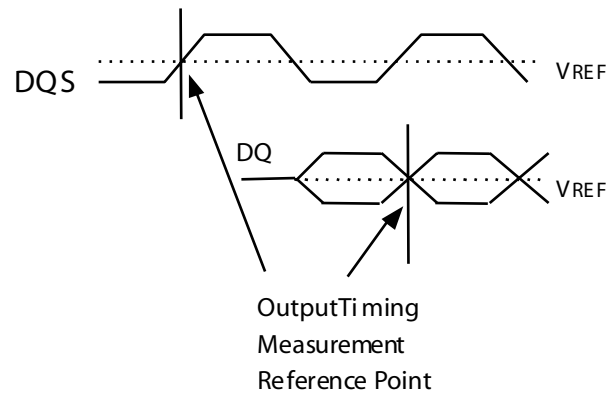 DQS
VREF
DQ
VREF
OutputTiming
Measurement
Reference Point